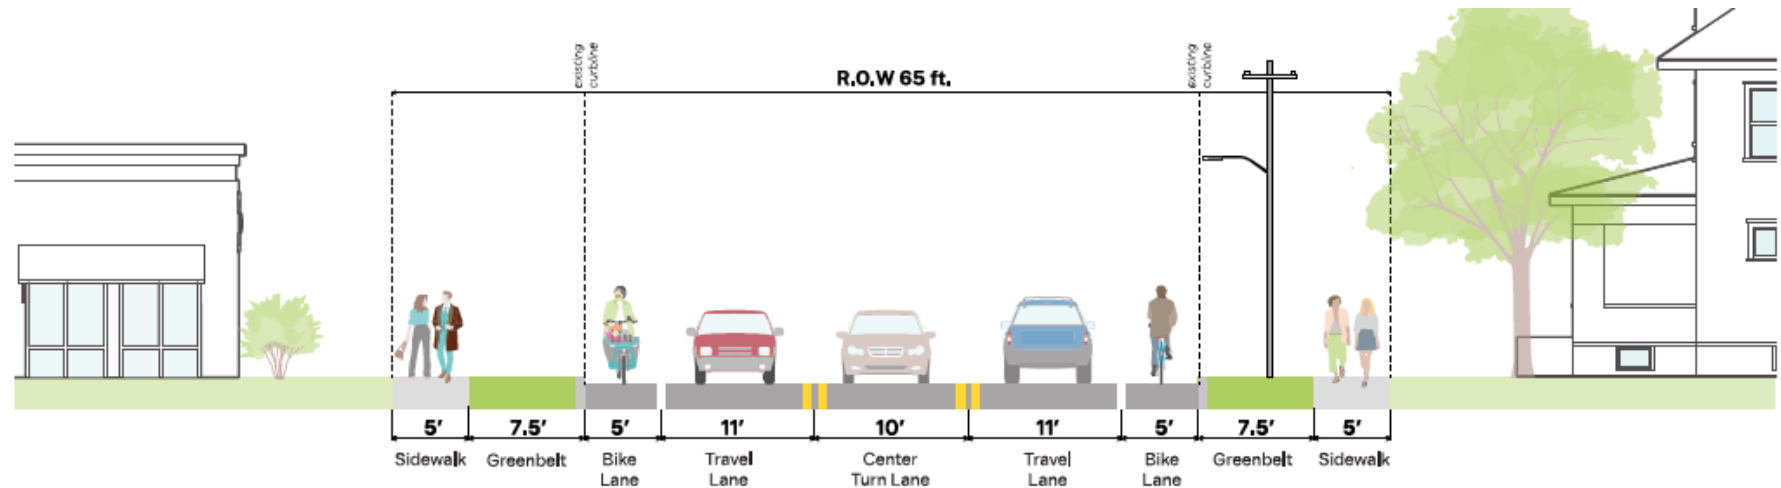 existing
curbline
R.O.W 65 ft.
existing
curbline
5' 7.5' 5' 11' 10' 11' 5' 7.5' 5'
Sidewalk Greenbelt Bike Travel Center Travel Bike Greenbelt Sidewalk
Lane Lane Turn Lane Lane Lane